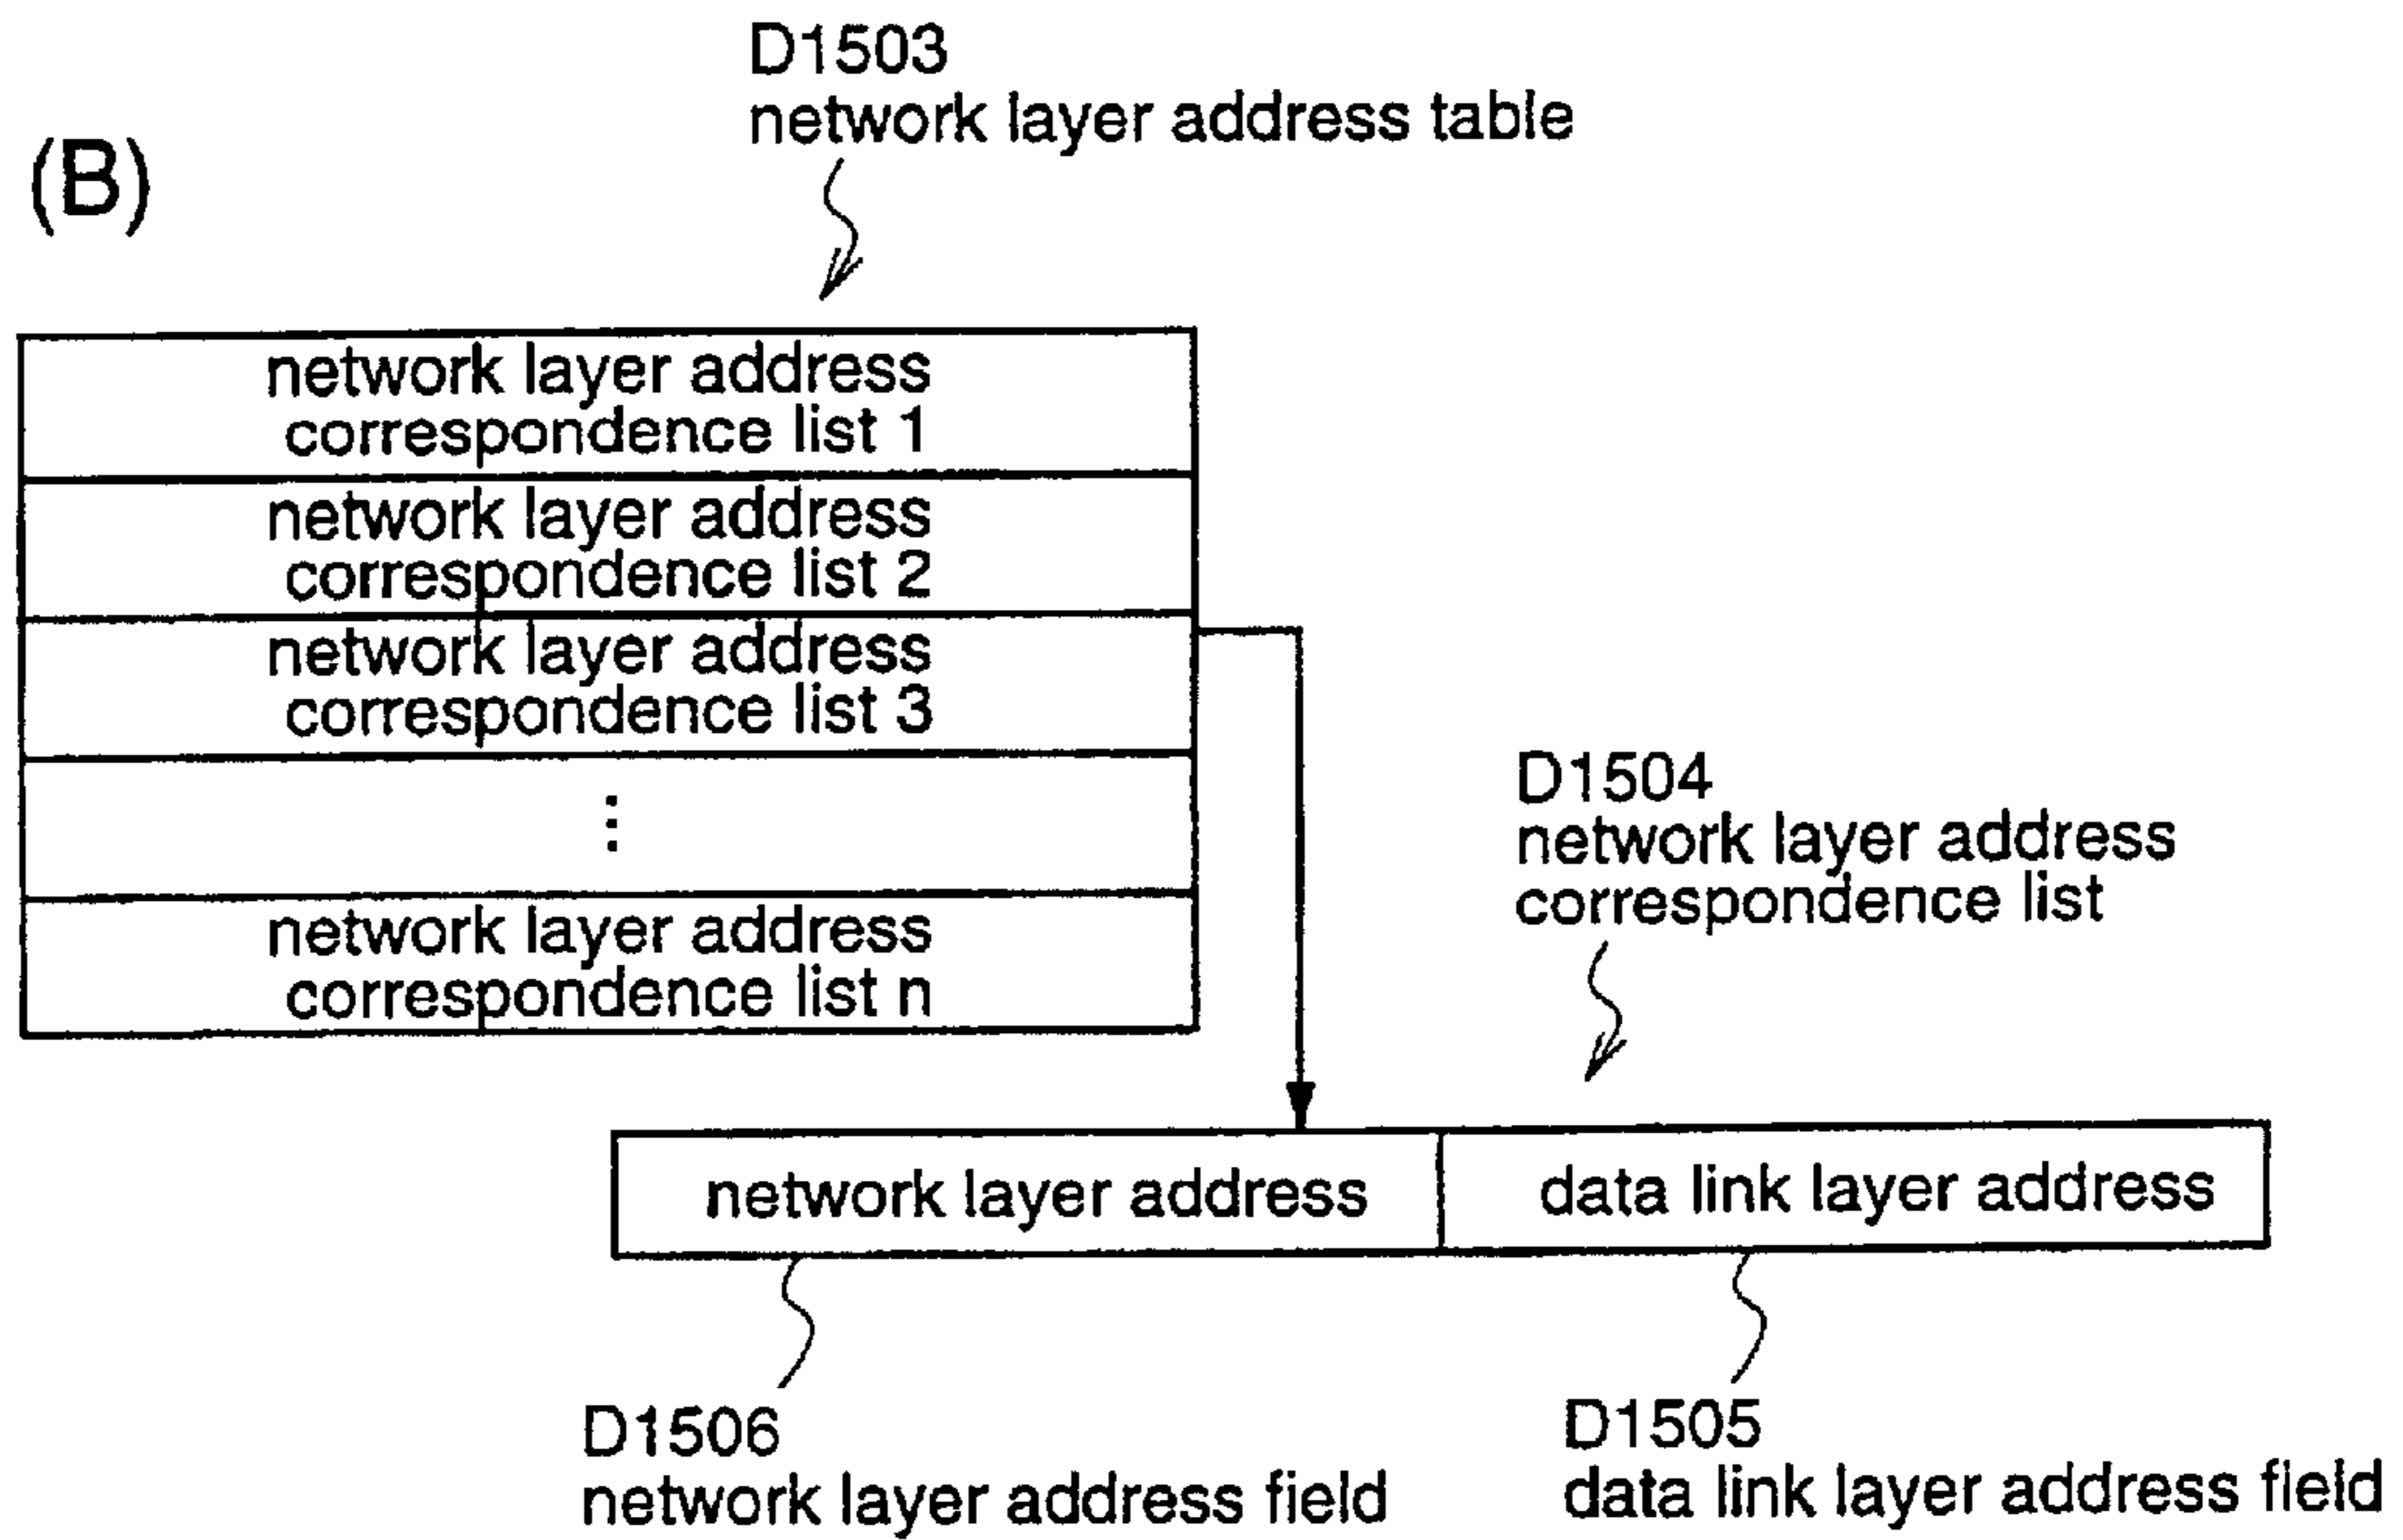 D1503
network layer address table
(B)
network layer address
correspondence list 1
network layer address
correspondence list 2
network layer address
correspondence list 3
⋮
network layer address
correspondence list n
D1504
network layer address
correspondence list
network layer address
data link layer address
D1506
network layer address field
D1505
data link layer address field